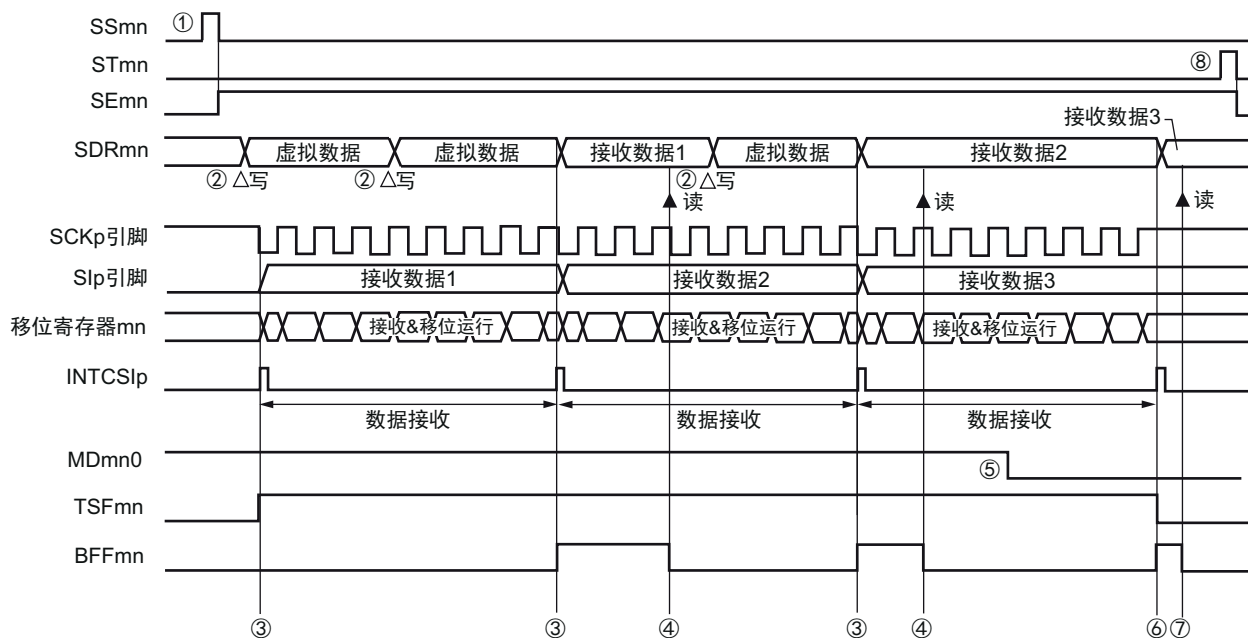 SSmn ①
STmn ⑧
SEmn
接收数据3
SDRmn 虚拟数据 虚拟数据 接收数据1 虚拟数据 接收数据2
② △写 ② △写 ② △写
▲ 读 ▲ 读 ▲ 读
SCKp引脚
SIp引脚 接收数据1 接收数据2 接收数据3
移位寄存器mn 接收&移位运行 接收&移位运行 接收&移位运行
INTCSIp
数据接收 数据接收 数据接收
MDmn0 ⑤
TSFmn
BFFmn
③ ③ ④ ③ ④ ⑥ ⑦